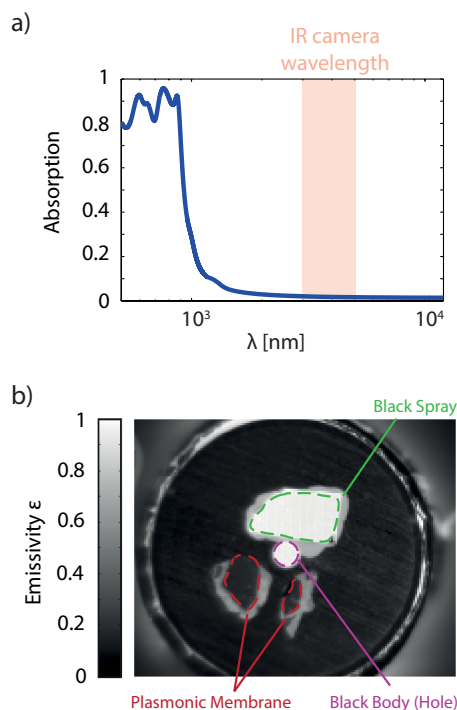 a)
IR camera
wavelength
1
0.8
0.6
0.4
0.2
0
Absorption
10³
10⁴
λ [nm]
b)
Black Spray
1
0.8
0.6
0.4
0.2
0
Emissivity ε
Plasmonic Membrane
Black Body (Hole)